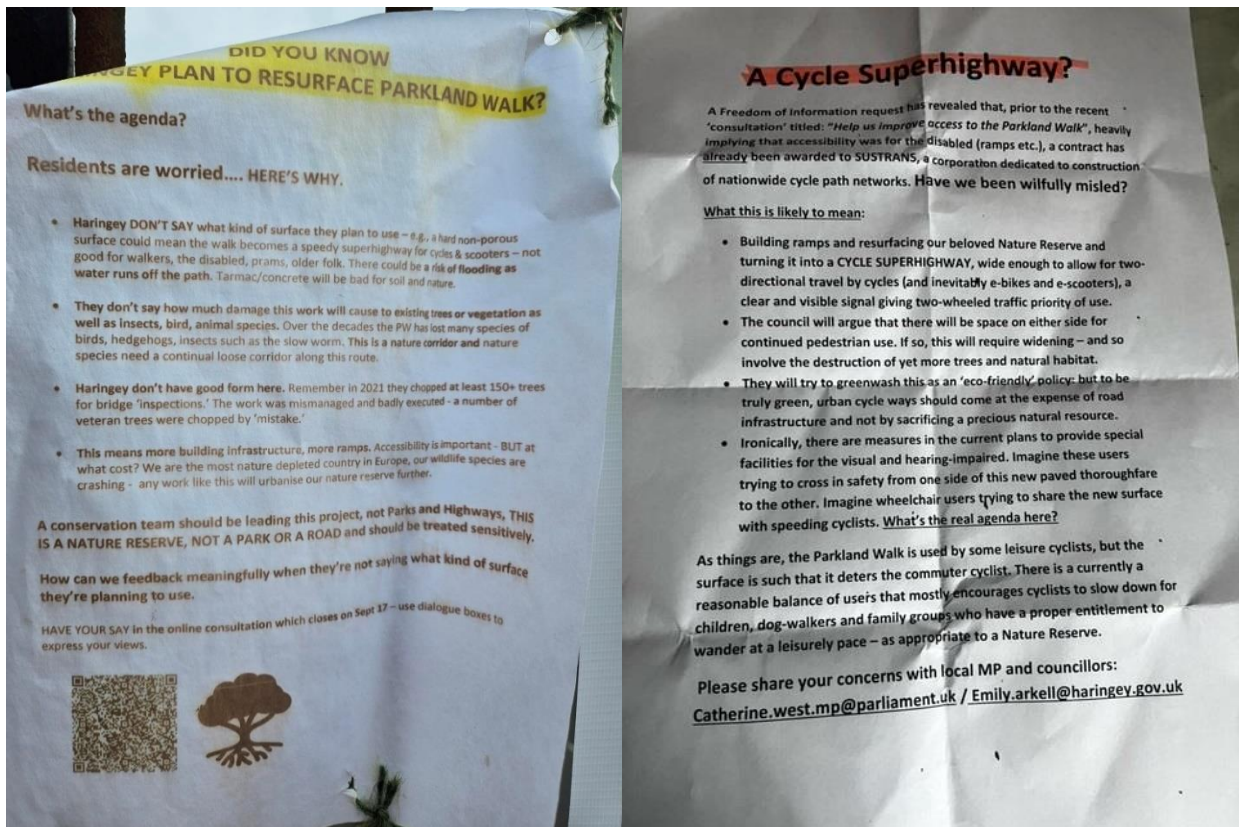 DID YOU KNOW
NGEY PLAN TO RESURFACE PARKLAND WALK?
What's the agenda?
Residents are worried.... HERE'S WHY.
• Haringey DON'T SAY what kind of surface they plan to use – e.g., a hard non-porous
surface could mean the walk becomes a speedy superhighway for cycles & scooters – not
good for walkers, the disabled, prams, older folk. There could be a risk of flooding as
water runs off the path. Tarmac/concrete will be bad for soil and nature.
• They don't say how much damage this work will cause to existing trees or vegetation as
well as insects, bird, animal species. Over the decades the PW has lost many species of
birds, hedgehogs, insects such as the slow worm. This is a nature corridor and nature
species need a continual loose corridor along this route.
• Haringey don't have good form here. Remember in 2021 they chopped at least 150+ trees
for bridge 'inspections.' The work was mismanaged and badly executed - a number of
veteran trees were chopped by 'mistake.'
• This means more building infrastructure, more ramps. Accessibility is important - BUT at
what cost? We are the most nature depleted country in Europe, our wildlife species are
crashing - any work like this will urbanise our nature reserve further.
A conservation team should be leading this project, not Parks and Highways, THIS
IS A NATURE RESERVE, NOT A PARK OR A ROAD and should be treated sensitively.
How can we feedback meaningfully when they're not saying what kind of surface
they're planning to use.
HAVE YOUR SAY in the online consultation which closes on Sept 17 – use dialogue boxes to
express your views.
A Cycle Superhighway?
A Freedom of Information request has revealed that, prior to the recent
'consultation' titled: "Help us improve access to the Parkland Walk", heavily
implying that accessibility was for the disabled (ramps etc.), a contract has
already been awarded to SUSTRANS, a corporation dedicated to construction
of nationwide cycle path networks. Have we been wilfully misled?
What this is likely to mean:
• Building ramps and resurfacing our beloved Nature Reserve and
turning it into a CYCLE SUPERHIGHWAY, wide enough to allow for two-
directional travel by cycles (and inevitably e-bikes and e-scooters), a
clear and visible signal giving two-wheeled traffic priority of use.
• The council will argue that there will be space on either side for
continued pedestrian use. If so, this will require widening – and so
involve the destruction of yet more trees and natural habitat.
• They will try to greenwash this as an 'eco-friendly' policy: but to be
truly green, urban cycle ways should come at the expense of road
infrastructure and not by sacrificing a precious natural resource.
• Ironically, there are measures in the current plans to provide special
facilities for the visual and hearing-impaired. Imagine these users
trying to cross in safety from one side of this new paved thoroughfare
to the other. Imagine wheelchair users trying to share the new surface
with speeding cyclists. What's the real agenda here?
As things are, the Parkland Walk is used by some leisure cyclists, but the
surface is such that it deters the commuter cyclist. There is a currently a
reasonable balance of users that mostly encourages cyclists to slow down for
children, dog-walkers and family groups who have a proper entitlement to
wander at a leisurely pace – as appropriate to a Nature Reserve.
Please share your concerns with local MP and councillors:
Catherine.west.mp@parliament.uk / Emily.arkell@haringey.gov.uk